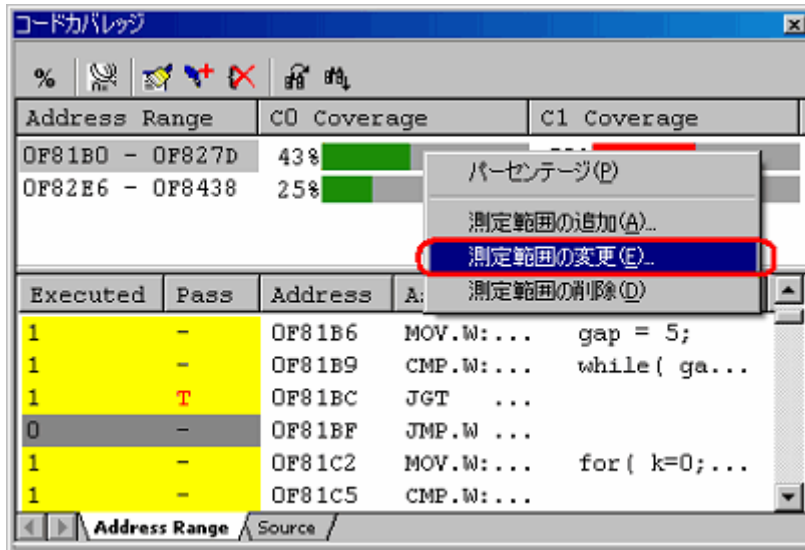 コードカバレッジ
%
Address Range C0 Coverage C1 Coverage
0F81B0 - 0F827D 43%
0F82E6 - 0F8438 25%
パーセンテージ(P)
測定範囲の追加(A)...
測定範囲の変更(E)...
測定範囲の削除(D)
Executed Pass Address
1 - 0F81B6 MOV.W:... gap = 5;
1 - 0F81B9 CMP.W:... while( ga...
1 T 0F81BC JGT ...
0 - 0F81BF JMP.W ...
1 - 0F81C2 MOV.W:... for( k=0;...
1 - 0F81C5 CMP.W:...
Address Range Source